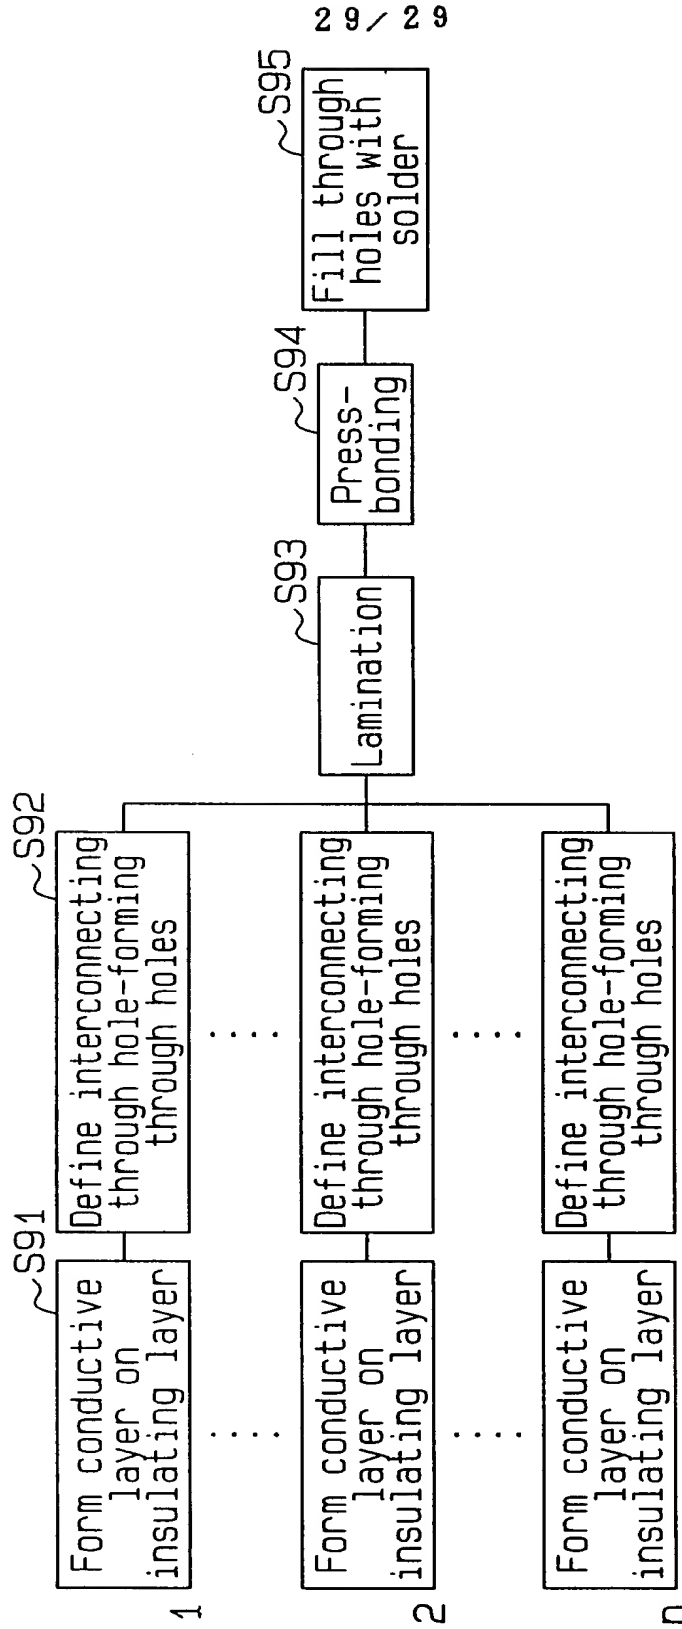 29/29
S91
S92
S93
S94
S95
1
Form conductive
layer on
insulating layer
Define interconnecting
through hole-forming
through holes
....
....
2
Form conductive
layer on
insulating layer
Define interconnecting
through hole-forming
through holes
Lamination
Press-
bonding
Fill through
holes with
solder
....
....
n
Form conductive
layer on
insulating layer
Define interconnecting
through hole-forming
through holes